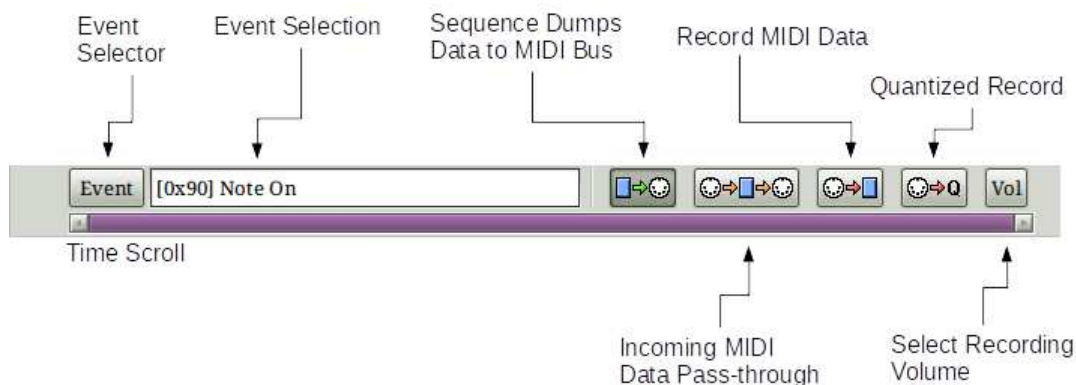 Event
Selector
Event Selection
Sequence Dumps
Data to MIDI Bus
Record MIDI Data
Quantized Record
Event
[0x90] Note On
Q
Vol
Time Scroll
Incoming MIDI
Data Pass-through
Select Recording
Volume